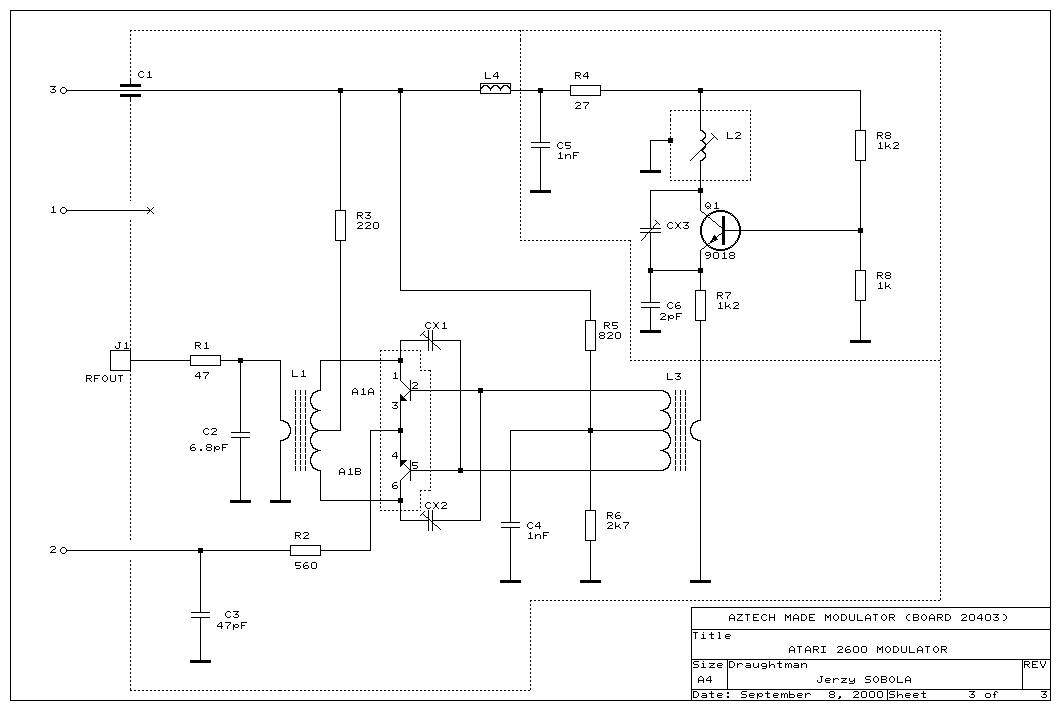 C1
3
L4
R4
27
C5
1nF
L2
R8
1k2
1
R3
220
Q1
CX3
9018
R8
1k
C6
2pF
R7
1k2
J1
RFOUT
R1
47
C2
6.8pF
L1
CX1
1
2
A1A
3
4
A1B
5
6
CX2
R5
820
L3
C4
1nF
R6
2k7
2
R2
560
C3
47pF
AZTECH MADE MODULATOR (BOARD 20403)
Title
ATARI 2600 MODULATOR
Size Draughtman REV
A4 Jerzy SOBOLA
Date: September 8, 2000 Sheet 3 of 3